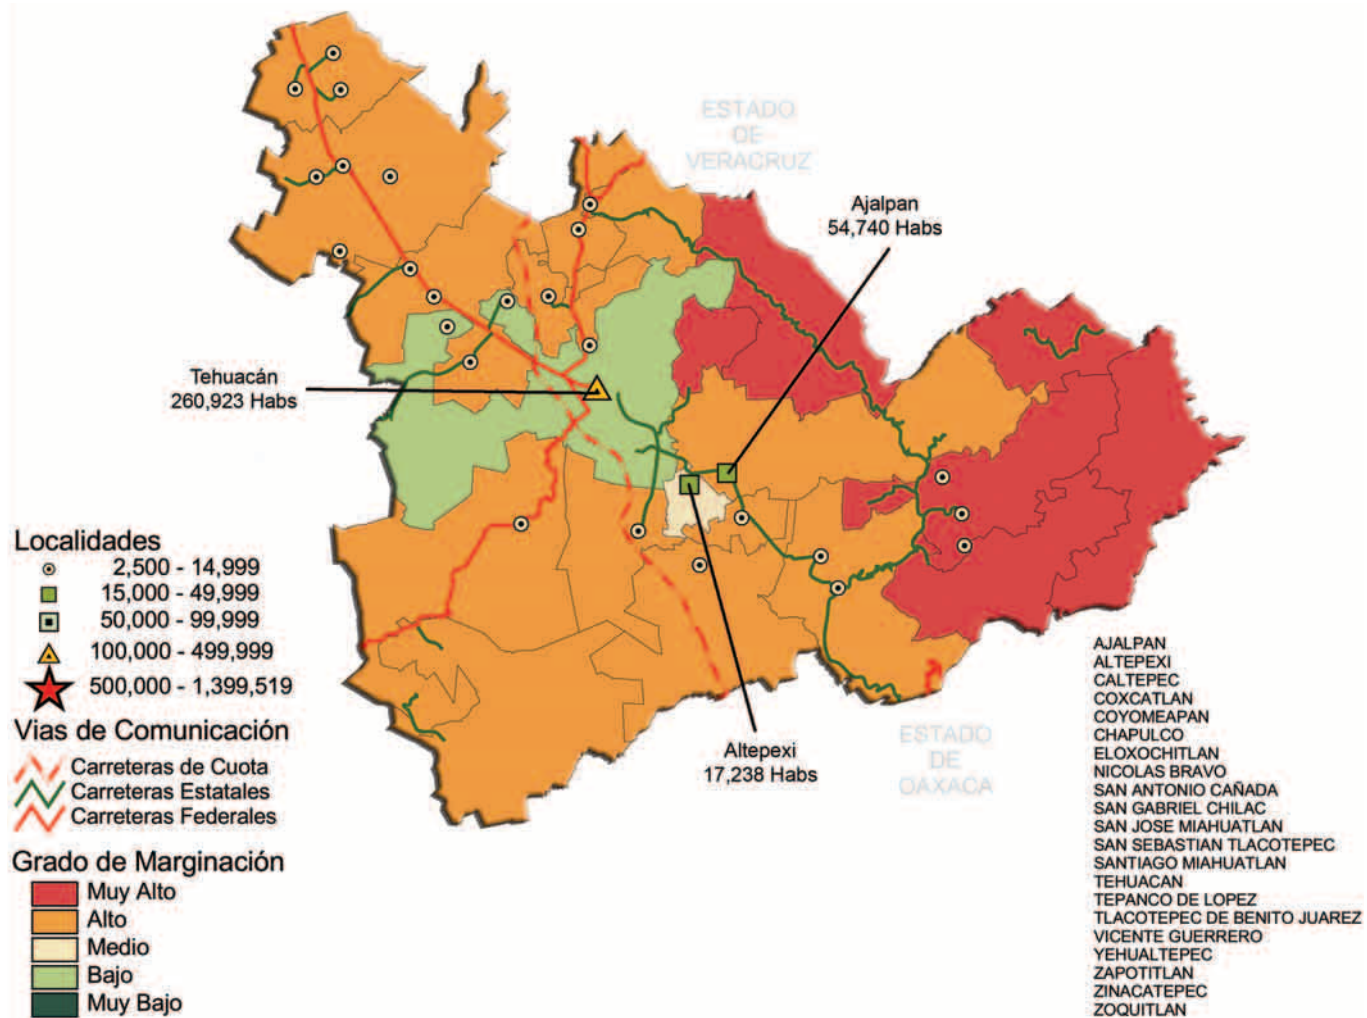 ESTADO
DE
VERACRUZ
Ajalpan
54,740 Habs
Tehuacán
260,923 Habs
Localidades
2,500 - 14,999
15,000 - 49,999
50,000 - 99,999
100,000 - 499,999
500,000 - 1,399,519
Vias de Comunicación
Carreteras de Cuota
Carreteras Estatales
Carreteras Federales
Grado de Marginación
Muy Alto
Alto
Medio
Bajo
Muy Bajo
Altepexi
17,238 Habs
ESTADO
DE
OAXACA
AJALPAN
ALTEPEXI
CALTEPEC
COXCATLAN
COYOMEAPAN
CHAPULCO
ELOXOCHITLAN
NICOLAS BRAVO
SAN ANTONIO CAÑADA
SAN GABRIEL CHILAC
SAN JOSE MIAHUATLAN
SAN SEBASTIAN TLACOTEPEC
SANTIAGO MIAHUATLAN
TEHUACAN
TEPANCO DE LOPEZ
TLACOTEPEC DE BENITO JUAREZ
VICENTE GUERRERO
YEHUALTEPEC
ZAPOTITLAN
ZINACATEPEC
ZOQUITLAN